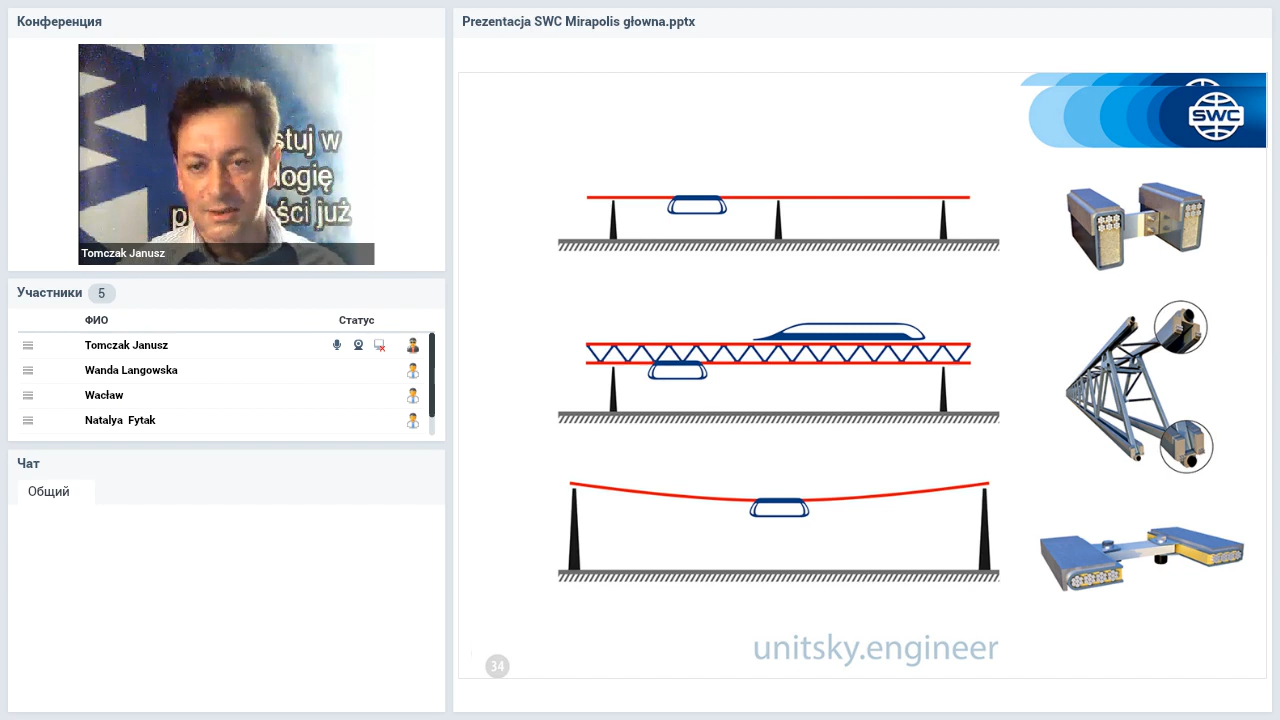 Конференция
stuj w
logię
ści już
Tomczak Janusz
Участники 5
ФИО Статус
Tomczak Janusz
Wanda Langowska
Wacław
Natalya Fytak
Чат
Общий
Prezentacja SWC Mirapolis głowna.pptx
SWC
unitsky.engineer
34